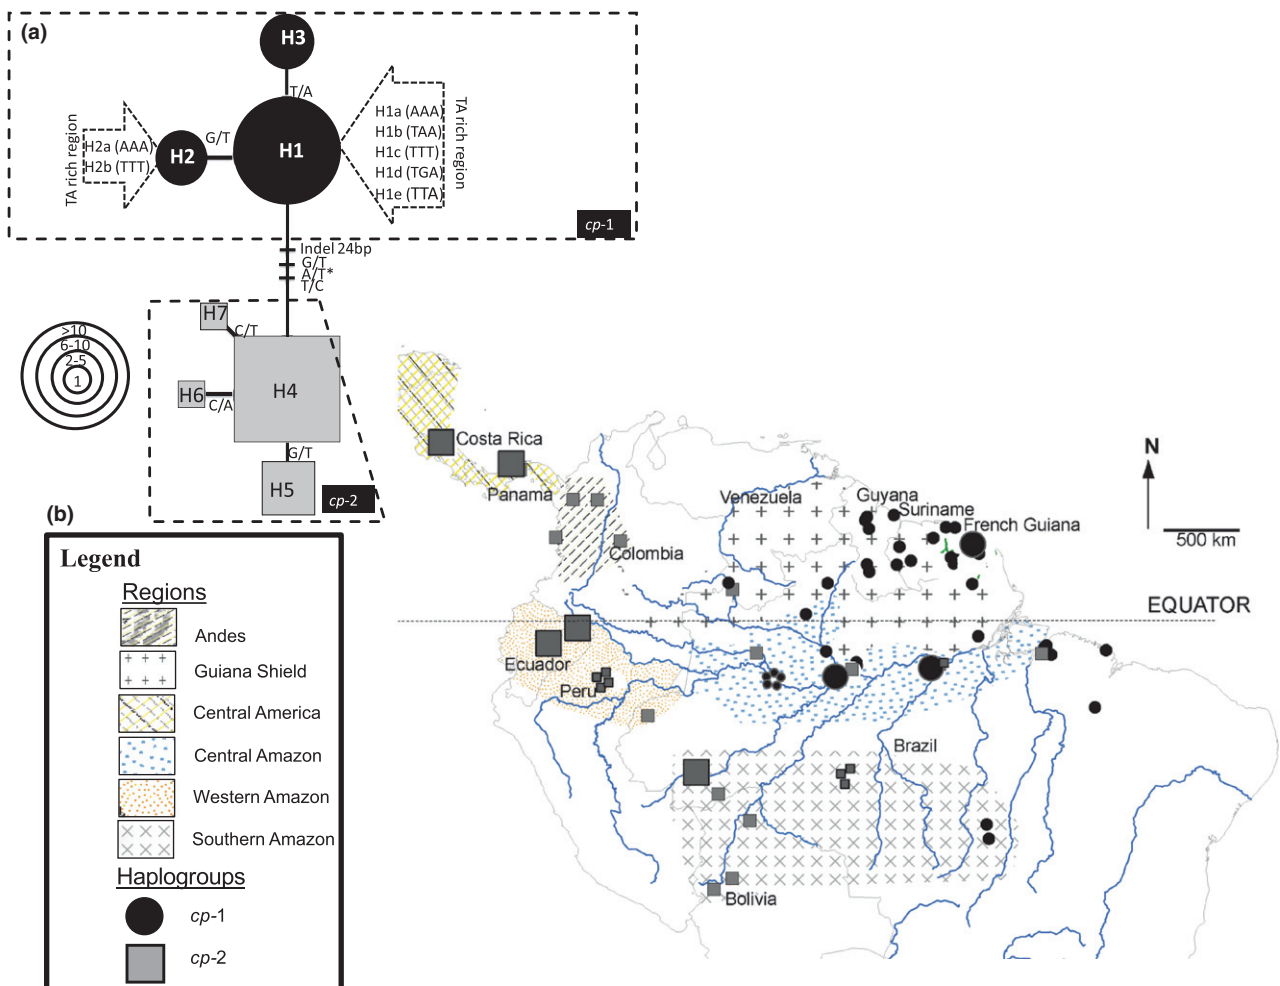 (a)
H3
T/A
TA rich region
H2a (AAA)
H2b (TTT)
H2
G/T
H1
H1a (AAA)
H1b (TAA)
H1c (TTT)
H1d (TGA)
H1e (TTA)
TA rich region
cp-1
Indel 24bp
G/T
A/T*
T/C
H7
C/T
>10
6-10
2-5
1
H6
C/A
H4
G/T
H5
cp-2
(b)
Legend
Regions
Andes
Guiana Shield
Central America
Central Amazon
Western Amazon
Southern Amazon
Haplogroups
cp-1
cp-2
Costa Rica
Panama
Venezuela
Guyana
Suriname
French Guiana
Colombia
N
500 km
EQUATOR
Ecuador
Peru
Brazil
Bolivia